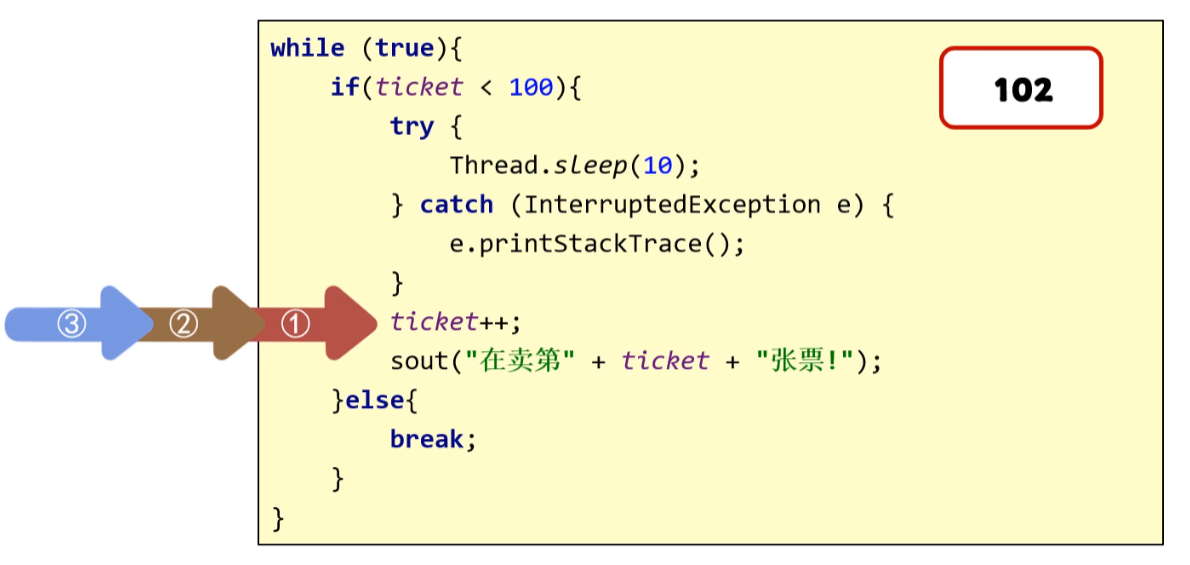 while (true){
if(ticket < 100){
102
try {
Thread.sleep(10);
} catch (InterruptedException e) {
e.printStackTrace();
}
③ ② ① ticket++;
sout("在卖第" + ticket + "张票!");
}else{
break;
}
}